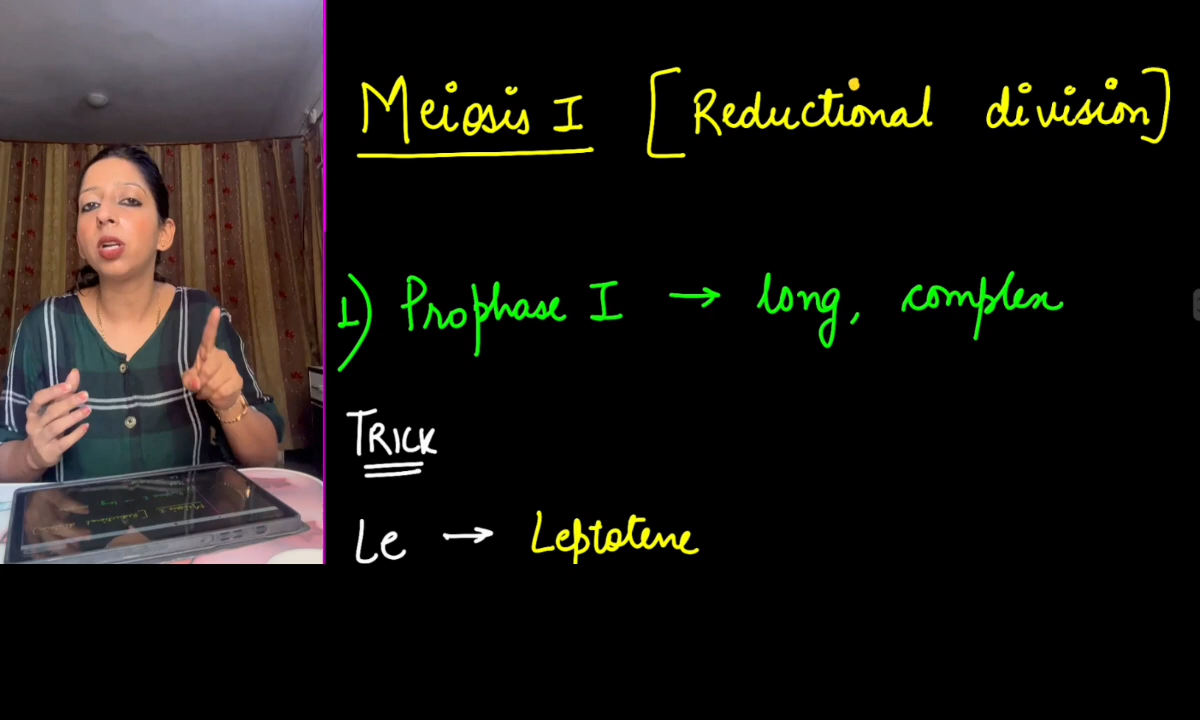 Meiosis I [Reductional division]
1) Prophase I → long, complex
TRICK
Le → Leptotene